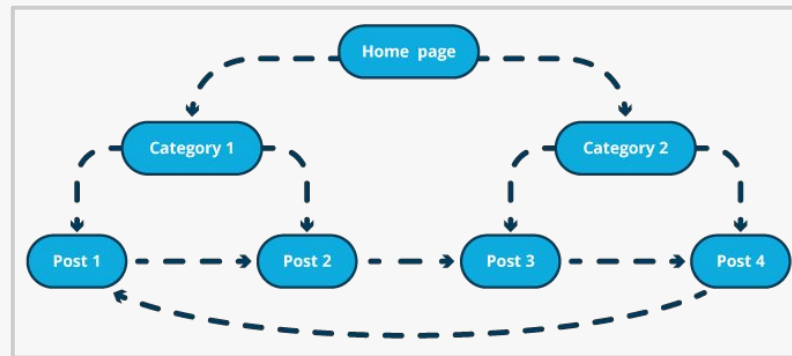 Home page
Category 1
Category 2
Post 1
Post 2
Post 3
Post 4